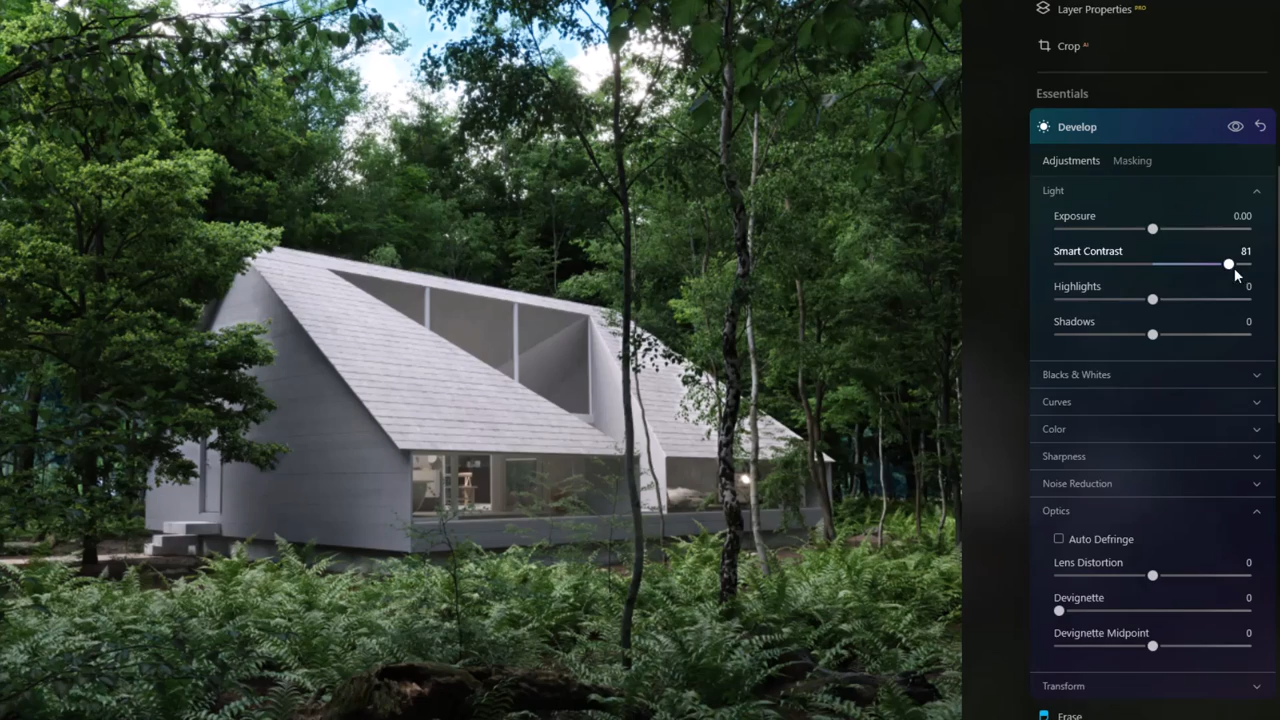 Layer Properties PRO
Crop AI
Essentials
Develop
Adjustments Masking
Light
Exposure 0.00
Smart Contrast 81
Highlights 0
Shadows 0
Blacks & Whites
Curves
Color
Sharpness
Noise Reduction
Optics
Auto Defringe
Lens Distortion 0
Devignette 0
Devignette Midpoint 0
Transform
Erase